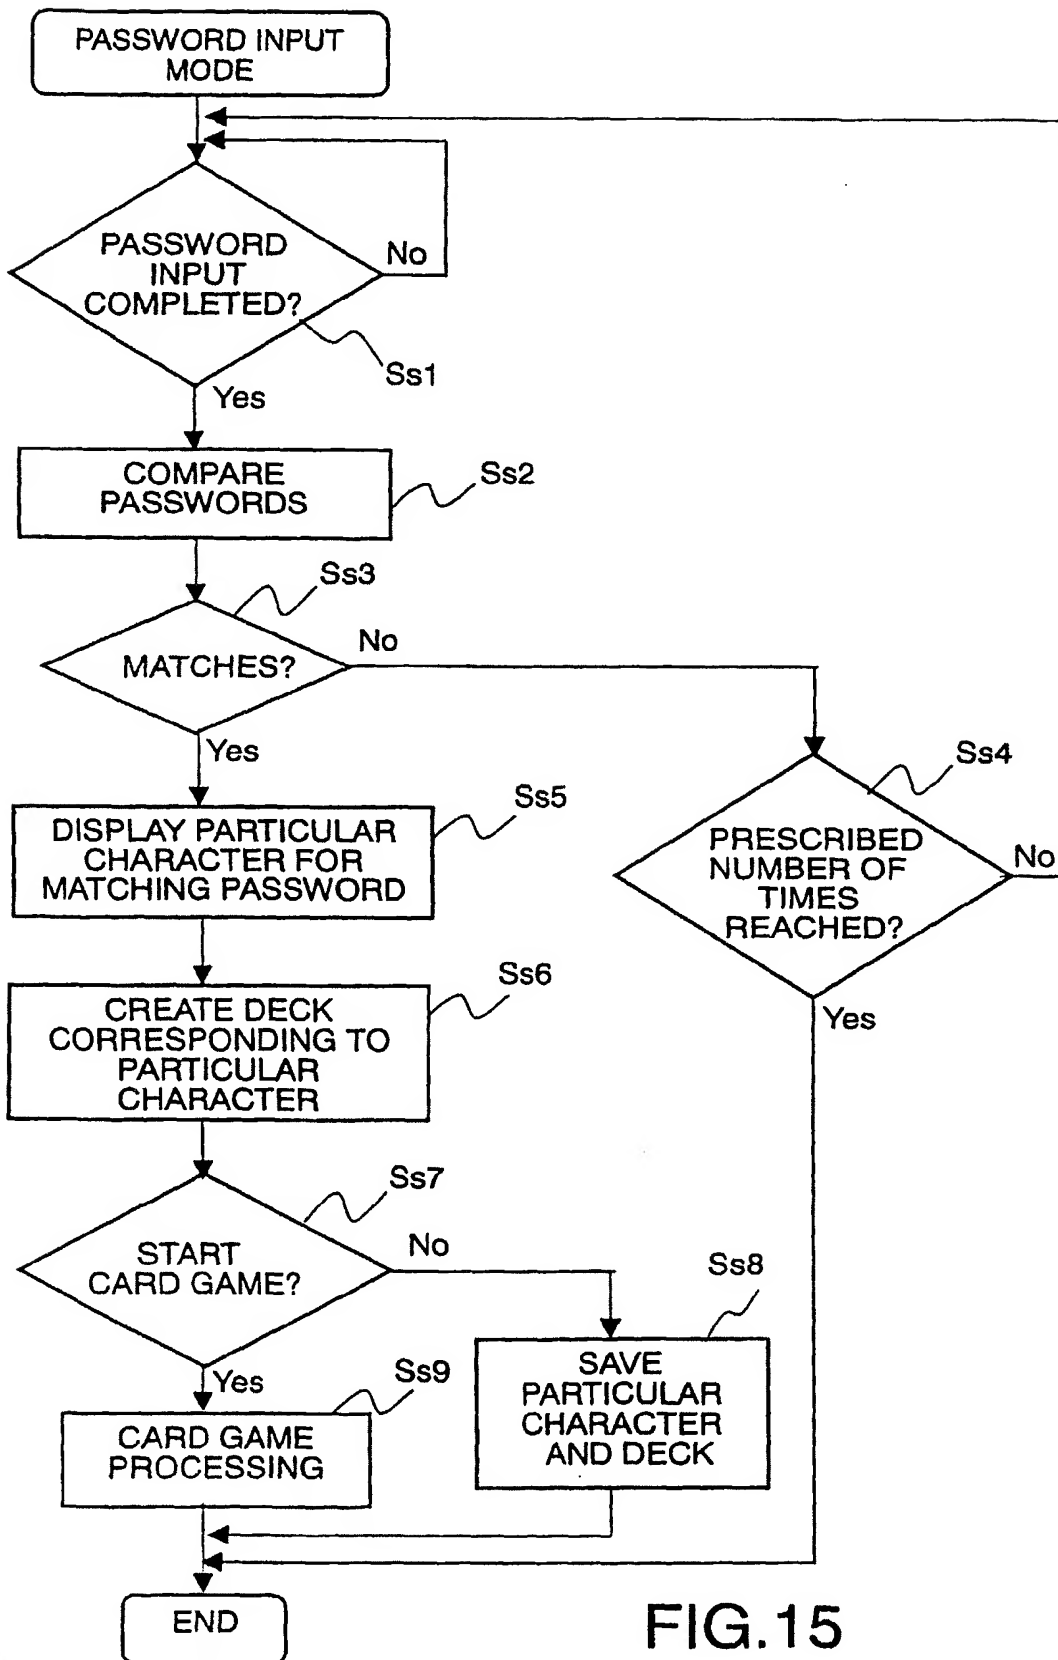 PASSWORD INPUT
MODE
PASSWORD
INPUT
COMPLETED?
No
Ss1
Yes
COMPARE
PASSWORDS
Ss2
Ss3
MATCHES?
No
Yes
Ss4
PRESCRIBED
NUMBER OF
TIMES
REACHED?
No
Yes
Ss5
DISPLAY PARTICULAR
CHARACTER FOR
MATCHING PASSWORD
Ss6
CREATE DECK
CORRESPONDING TO
PARTICULAR
CHARACTER
Ss7
START
CARD GAME?
No
Yes
Ss8
SAVE
PARTICULAR
CHARACTER
AND DECK
Ss9
CARD GAME
PROCESSING
END
FIG.15